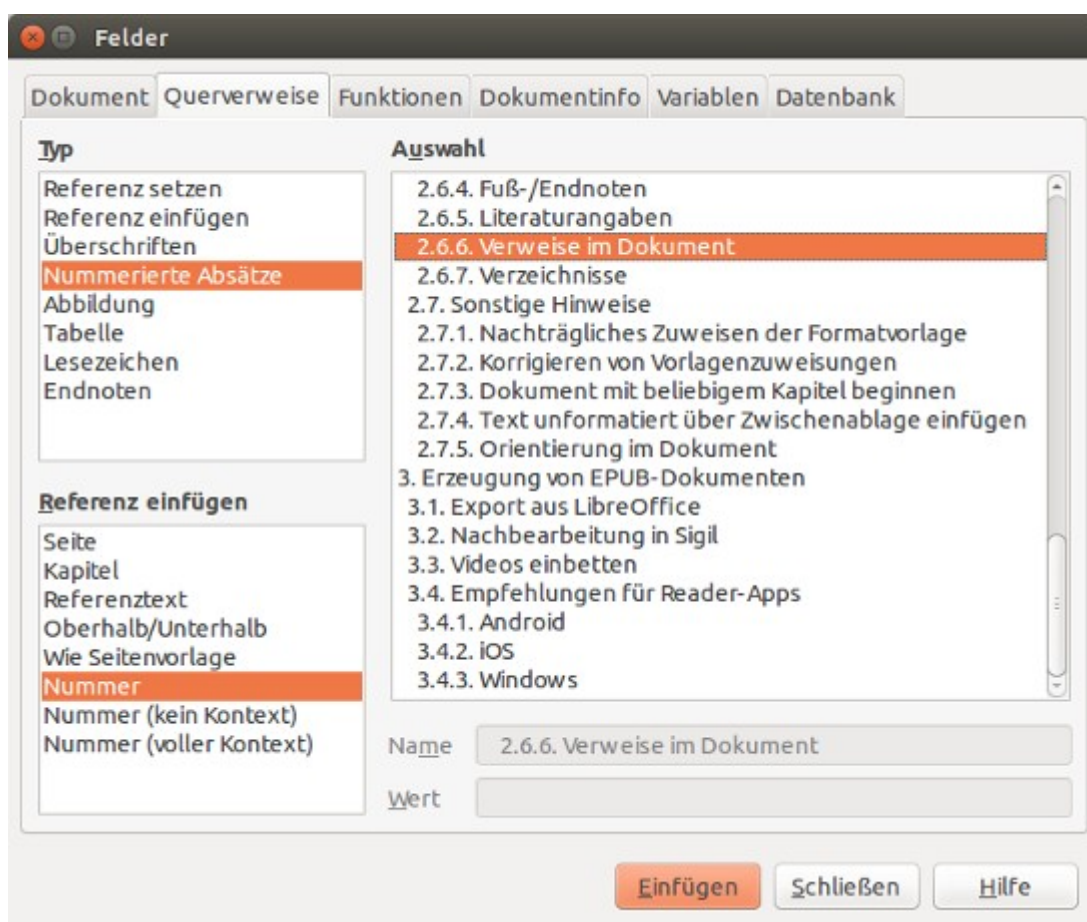 Felder
Dokument Querverweise Funktionen Dokumentinfo Variablen Datenbank
Typ
Referenz setzen
Referenz einfügen
Überschriften
Nummerierte Absätze
Abbildung
Tabelle
Lesezeichen
Endnoten
Referenz einfügen
Seite
Kapitel
Referenztext
Oberhalb/Unterhalb
Wie Seitenvorlage
Nummer
Nummer (kein Kontext)
Nummer (voller Kontext)
Auswahl
2.6.4. Fuß-/Endnoten
2.6.5. Literaturangaben
2.6.6. Verweise im Dokument
2.6.7. Verzeichnisse
2.7. Sonstige Hinweise
2.7.1. Nachträgliches Zuweisen der Formatvorlage
2.7.2. Korrigieren von Vorlagenzuweisungen
2.7.3. Dokument mit beliebigem Kapitel beginnen
2.7.4. Text unformatiert über Zwischenablage einfügen
2.7.5. Orientierung im Dokument
3. Erzeugung von EPUB-Dokumenten
3.1. Export aus LibreOffice
3.2. Nachbearbeitung in Sigil
3.3. Videos einbetten
3.4. Empfehlungen für Reader-Apps
3.4.1. Android
3.4.2. iOS
3.4.3. Windows
Name 2.6.6. Verweise im Dokument
Wert
Einfügen Schließen Hilfe